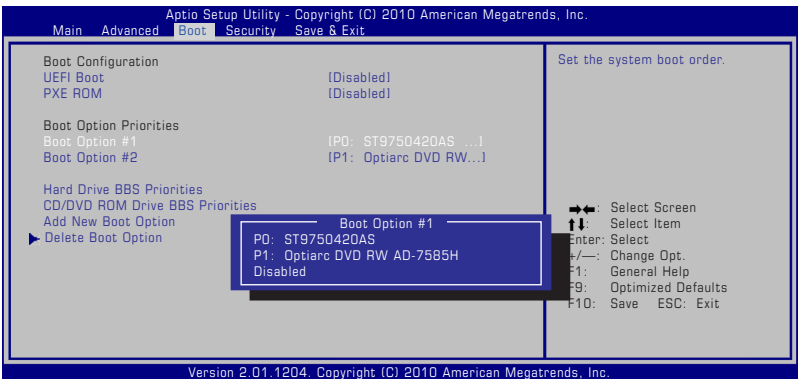 Aptio Setup Utility - Copyright (C) 2010 American Megatrends, Inc.
Main Advanced Boot Security Save & Exit
Boot Configuration
UEFI Boot [Disabled]
PXE ROM [Disabled]
Boot Option Priorities
Boot Option #1 [P0: ST9750420AS ...]
Boot Option #2 [P1: Optiarc DVD RW...]
Hard Drive BBS Priorities
CD/DVD ROM Drive BBS Priorities
Add New Boot Option
Delete Boot Option
Boot Option #1
P0: ST9750420AS
P1: Optiarc DVD RW AD-7585H
Disabled
Set the system boot order.
→←: Select Screen
↑↓: Select Item
Enter: Select
+/—: Change Opt.
F1: General Help
F9: Optimized Defaults
F10: Save ESC: Exit
Version 2.01.1204. Copyright (C) 2010 American Megatrends, Inc.